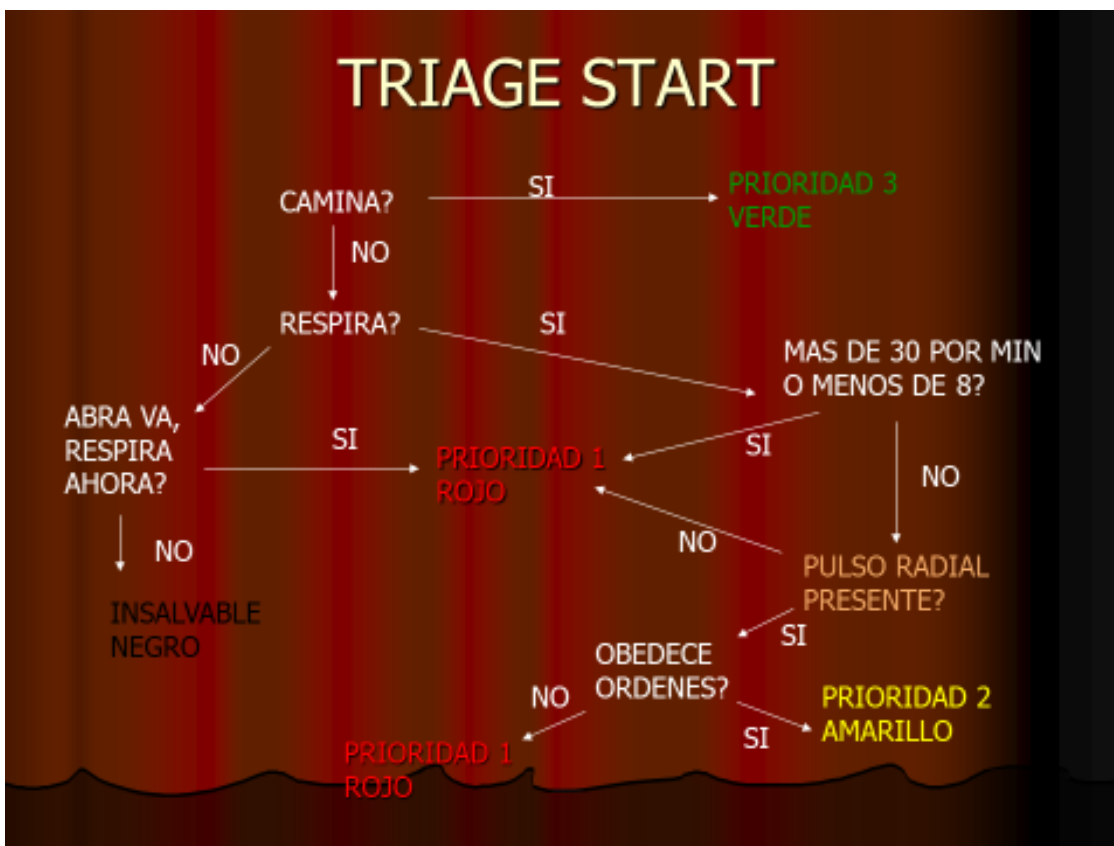 TRIAGE START
CAMINA?
SI
PRIORIDAD 3
VERDE
NO
RESPIRA?
SI
NO
MAS DE 30 POR MIN
O MENOS DE 8?
ABRA VA,
RESPIRA
AHORA?
SI
PRIORIDAD 1
ROJO
SI
NO
NO
NO
PULSO RADIAL
PRESENTE?
INSALVABLE
NEGRO
SI
OBEDECE
ORDENES?
NO
SI
PRIORIDAD 2
AMARILLO
PRIORIDAD 1
ROJO